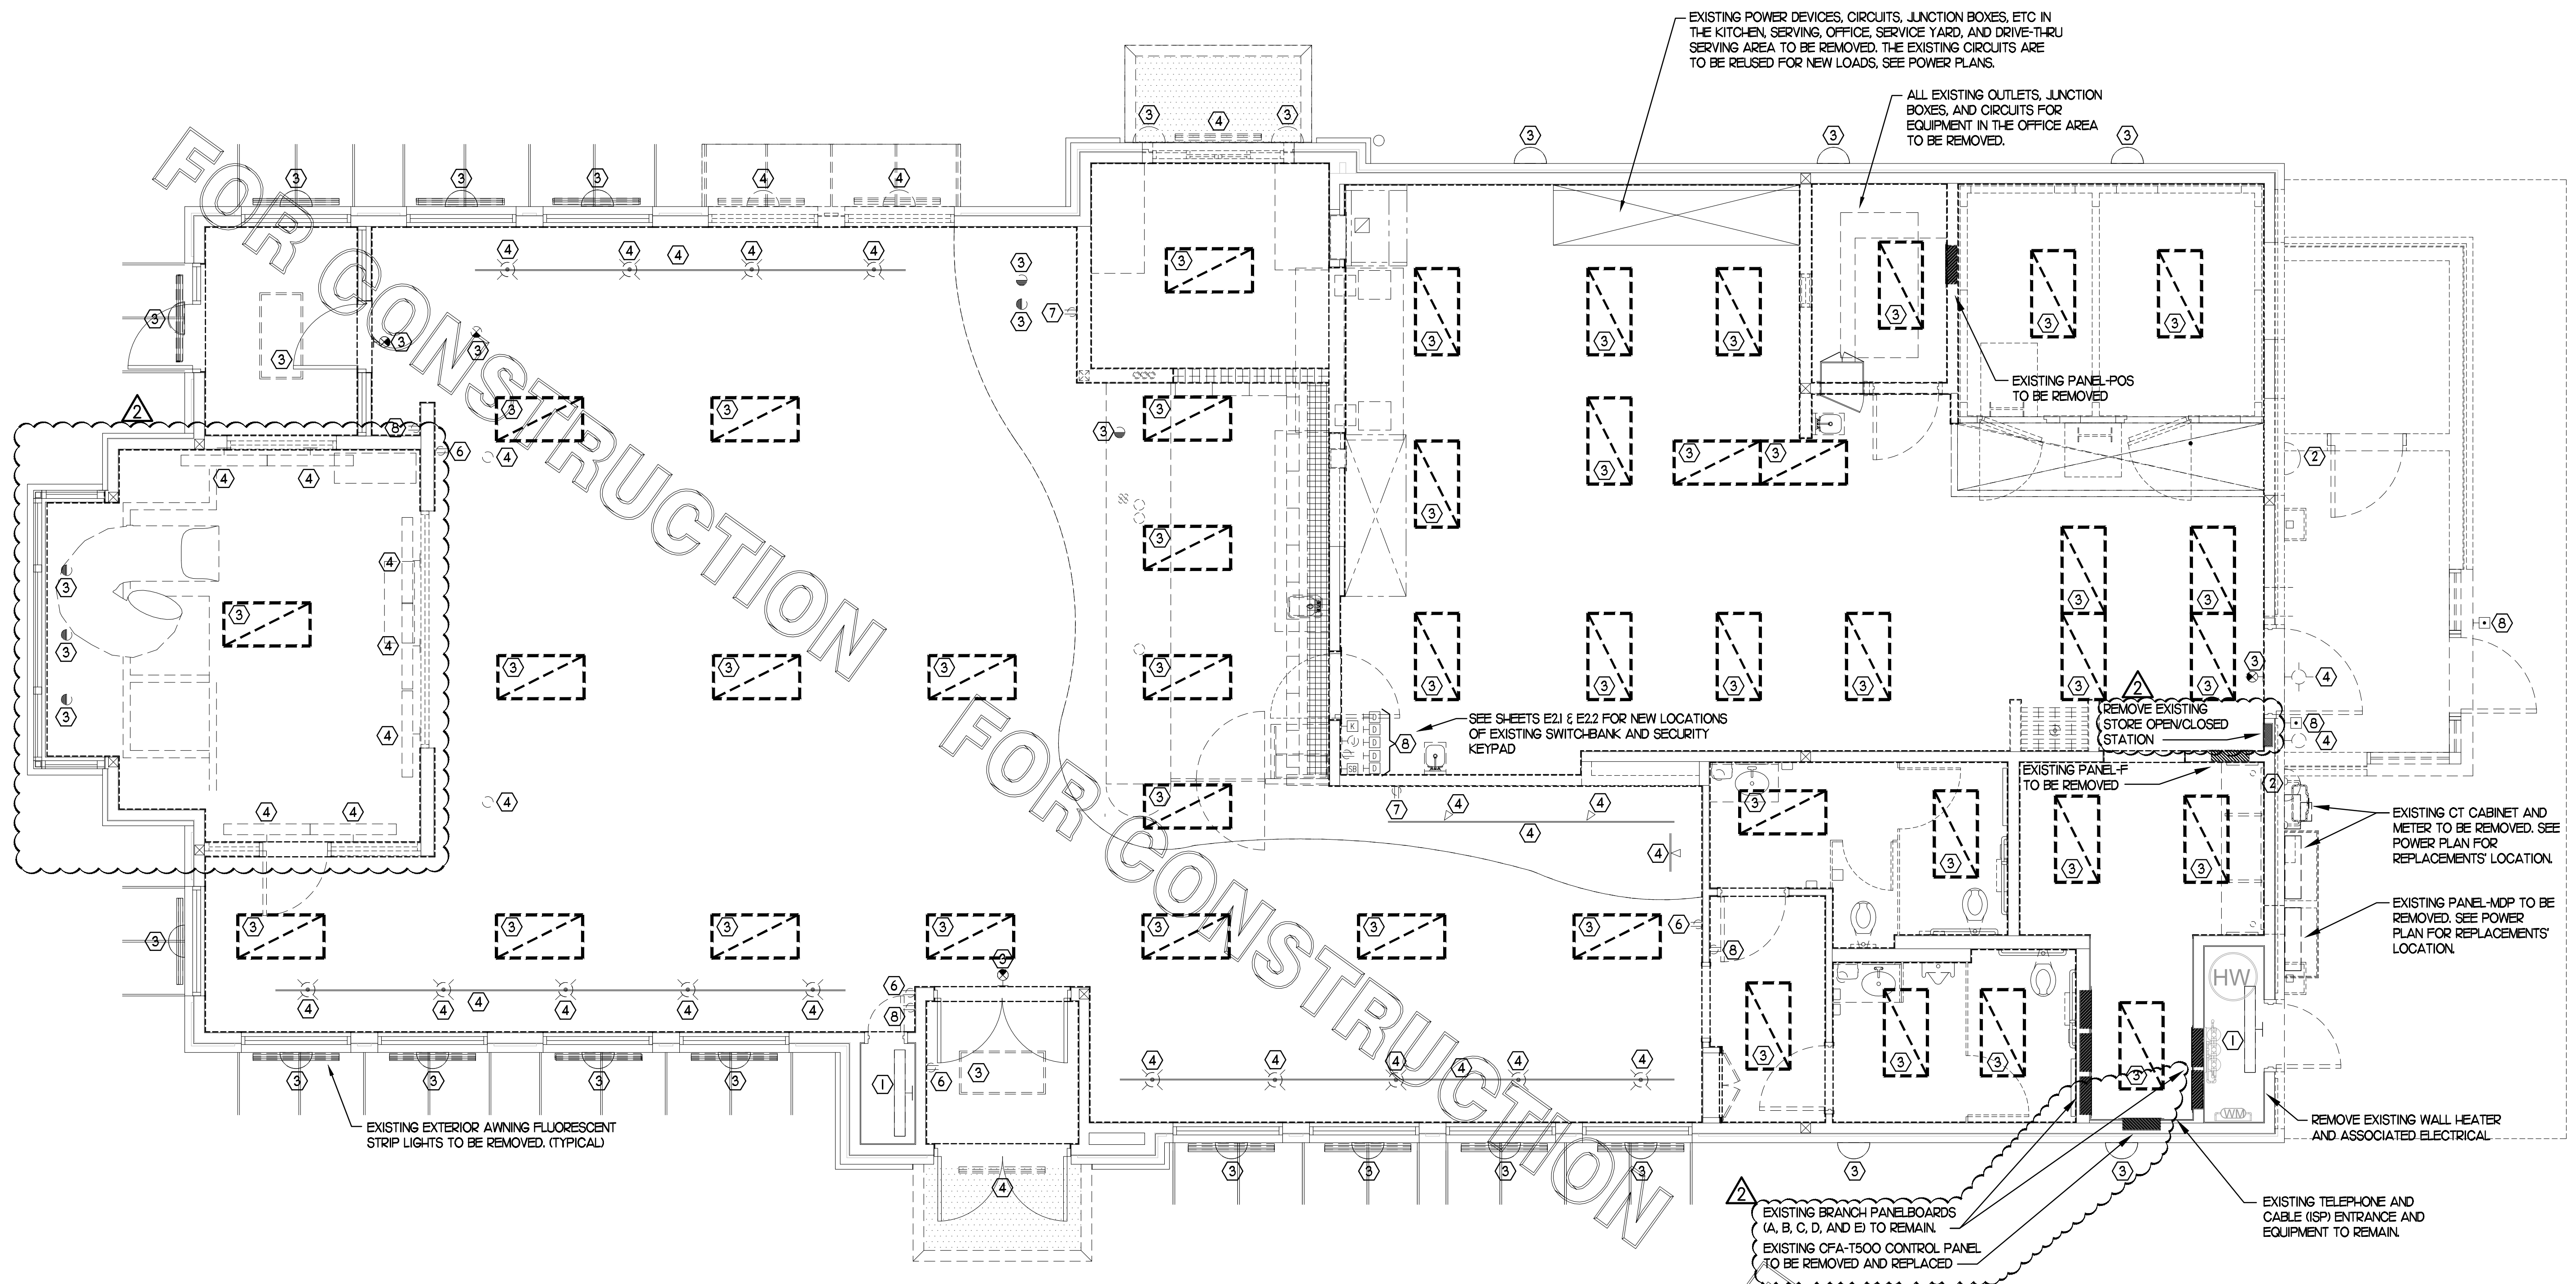 EXISTING POWER DEVICES, CIRCUITS, JUNCTION BOXES, ETC IN
THE KITCHEN, SERVING, OFFICE, SERVICE YARD, AND DRIVE-THRU
SERVING AREA TO BE REMOVED. THE EXISTING CIRCUITS ARE
TO BE REUSED FOR NEW LOADS, SEE POWER PLANS.
ALL EXISTING OUTLETS, JUNCTION
BOXES, AND CIRCUITS FOR
EQUIPMENT IN THE OFFICE AREA
TO BE REMOVED.
FOR CONSTRUCTION
EXISTING PANEL-POS
TO BE REMOVED
2
2
REMOVE EXISTING
STORE OPEN/CLOSED
STATION
SEE SHEETS E2.1 & E2.2 FOR NEW LOCATIONS
OF EXISTING SWITCHBANK AND SECURITY
KEYPAD
K
D
D
D
D
SB
D
8
FOR CONSTRUCTION
EXISTING PANEL-F
TO BE REMOVED
EXISTING CT CABINET AND
METER TO BE REMOVED. SEE
POWER PLAN FOR
REPLACEMENTS' LOCATION.
EXISTING PANEL-MDP TO BE
REMOVED. SEE POWER
PLAN FOR REPLACEMENTS'
LOCATION.
HW
WM
EXISTING EXTERIOR AWNING FLUORESCENT
STRIP LIGHTS TO BE REMOVED. (TYPICAL)
REMOVE EXISTING WALL HEATER
AND ASSOCIATED ELECTRICAL
2
EXISTING BRANCH PANELBOARDS
(A, B, C, D, AND E) TO REMAIN.
EXISTING CFA-T500 CONTROL PANEL
TO BE REMOVED AND REPLACED
EXISTING TELEPHONE AND
CABLE (ISP) ENTRANCE AND
EQUIPMENT TO REMAIN.